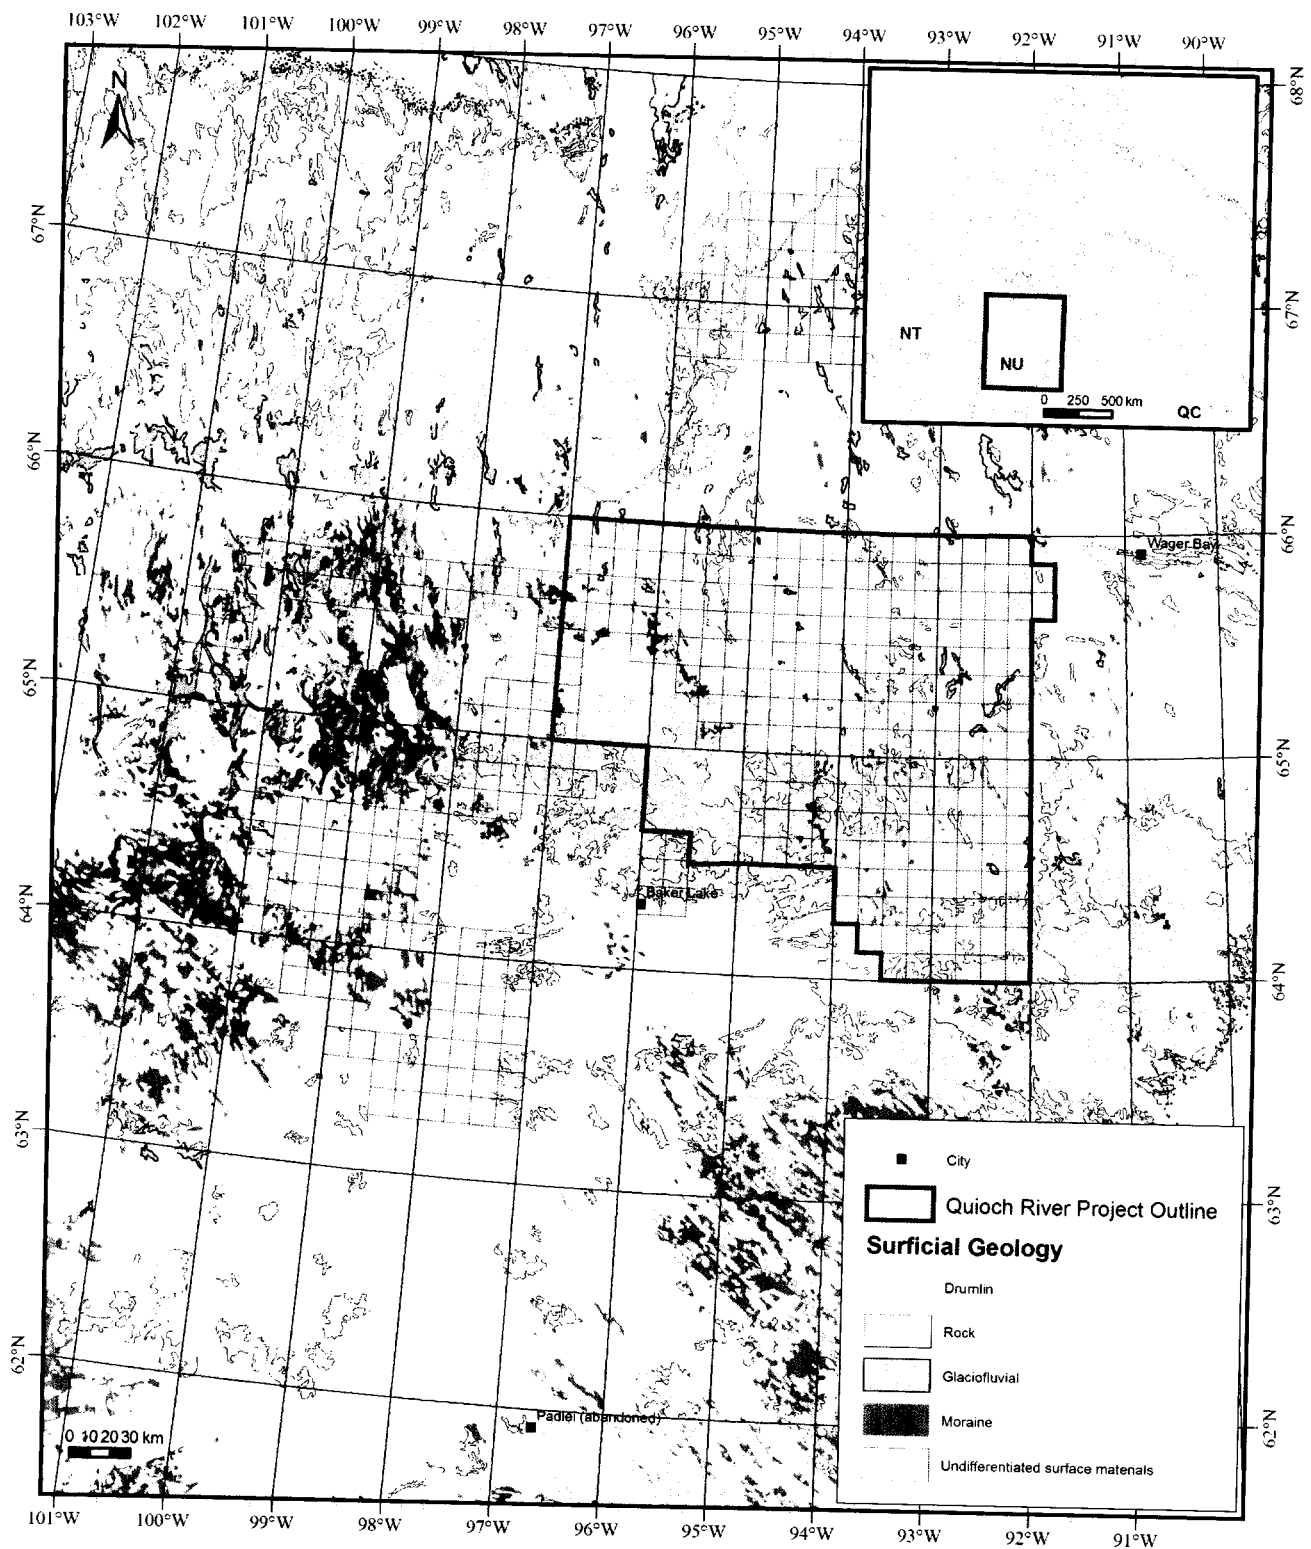 103°W 102°W 101°W 100°W 99°W 98°W 97°W 96°W 95°W 94°W 93°W 92°W 91°W 90°W
N
68°N
67°N
67°N
NT
NU
0 250 500 km
QC
66°N
66°N
Wager Bay
65°N
65°N
64°N
Baker Lake
64°N
63°N
City
Quioch River Project Outline
63°N
Surficial Geology
Drumlin
Rock
62°N
Glaciofluvial
Moraine
Padlei (abandoned)
62°N
0 10 20 30 km
Undifferentiated surface materials
101°W 100°W 99°W 98°W 97°W 96°W 95°W 94°W 93°W 92°W 91°W